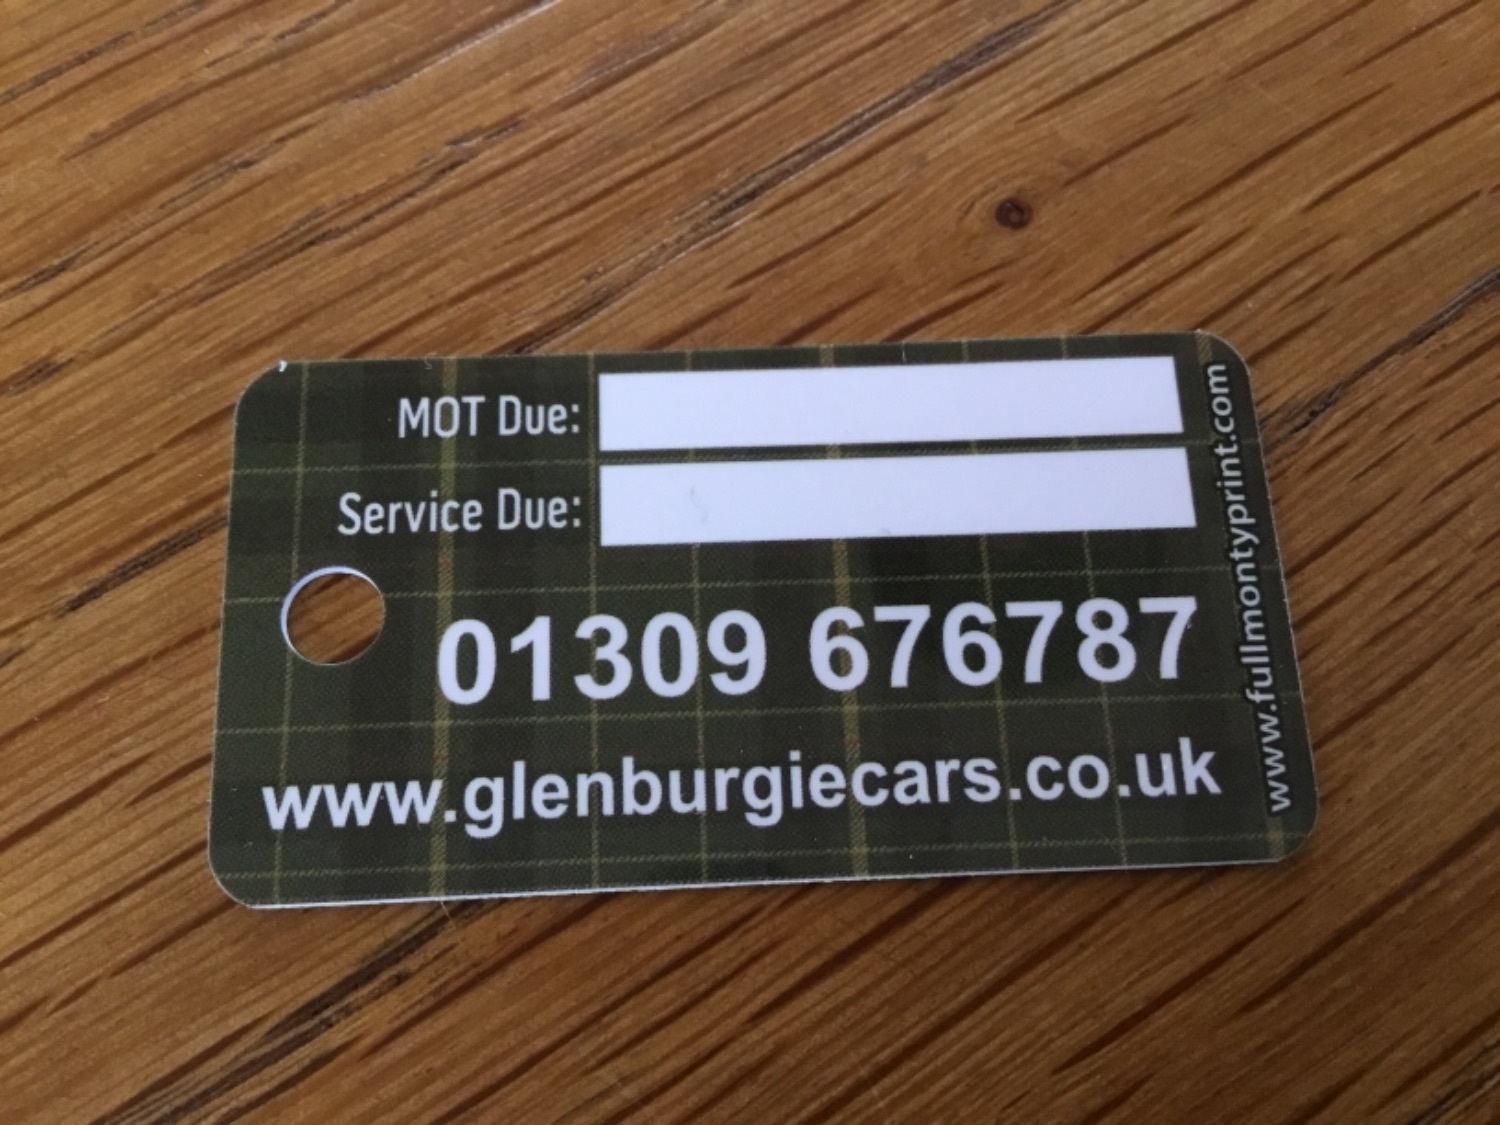 MOT Due:
Service Due:
01309 676787
www.glenburgiecars.co.uk
www.fullmontyprint.com